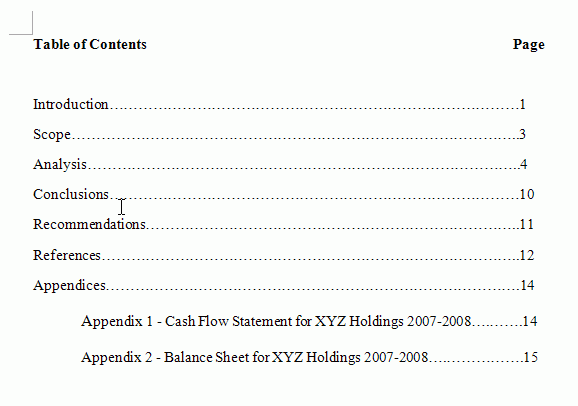 Table of Contents Page
Introduction……………………………………………………………………1
Scope…………………………………………………………………………3
Analysis………………………………………………………………………4
Conclusions……………………………………………………………………10
Recommendations………………………………………………………………11
References……………………………………………………………………12
Appendices……………………………………………………………………14
Appendix 1 - Cash Flow Statement for XYZ Holdings 2007-2008………..14
Appendix 2 - Balance Sheet for XYZ Holdings 2007-2008………………..15